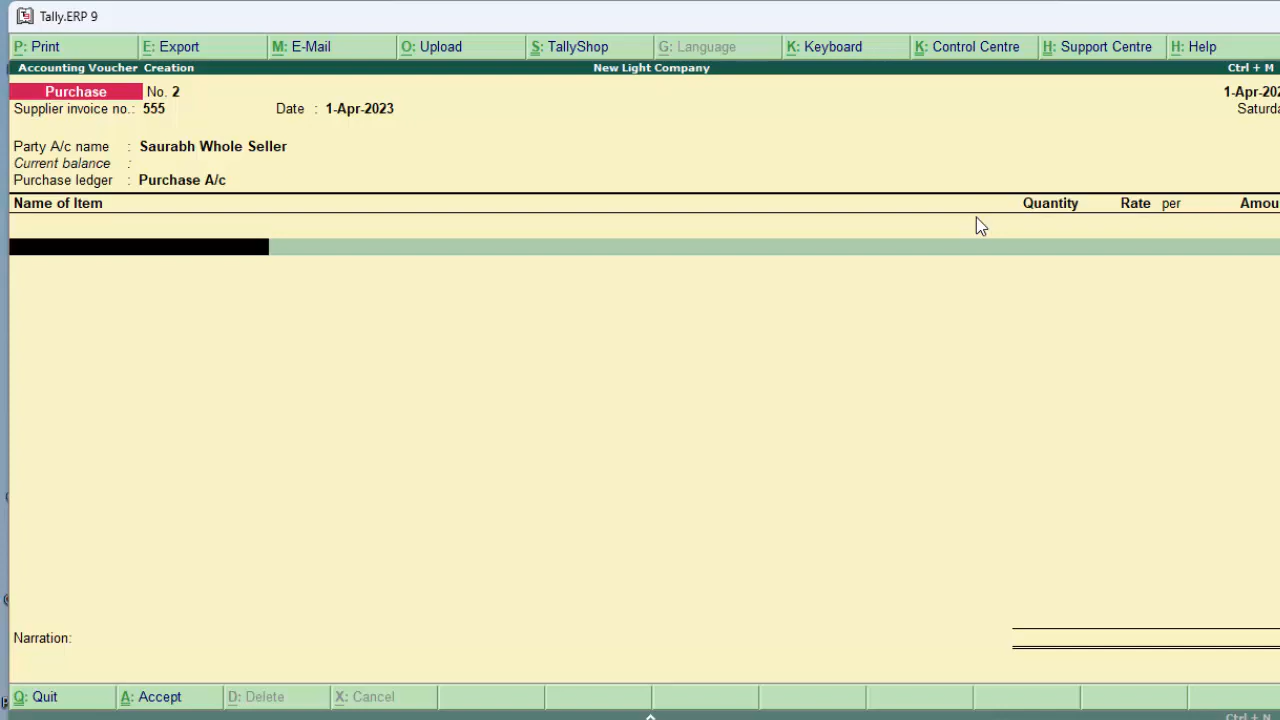 Tally.ERP 9
P: Print E: Export M: E-Mail O: Upload S: TallyShop G: Language K: Keyboard K: Control Centre H: Support Centre H: Help
Accounting Voucher Creation New Light Company Ctrl + M
Purchase No. 2 1-Apr-202
Supplier invoice no.: 555 Date : 1-Apr-2023 Saturda
Party A/c name : Saurabh Whole Seller
Current balance :
Purchase ledger : Purchase A/c
Name of Item Quantity Rate per Amou
Narration:
Q: Quit A: Accept D: Delete X: Cancel
Ctrl + N